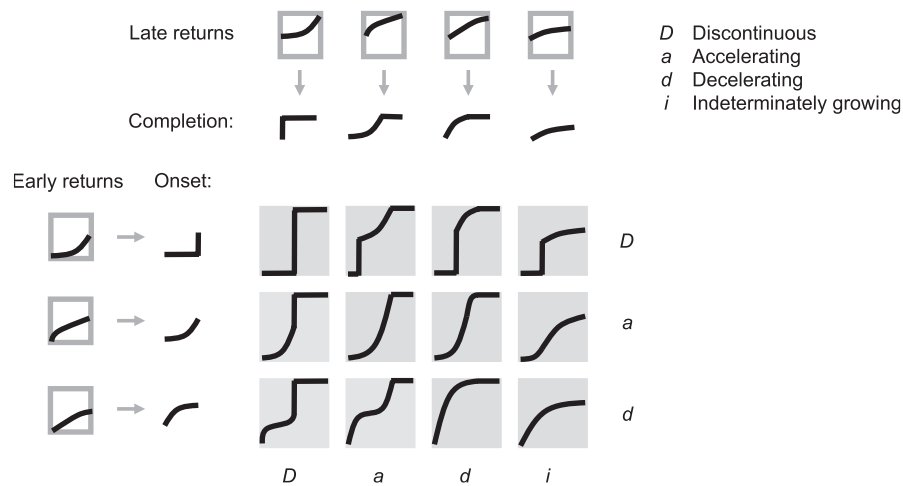 Late returns
D Discontinuous
a Accelerating
d Decelerating
i Indeterminately growing
Completion:
Early returns Onset:
D
a
d
D a d i